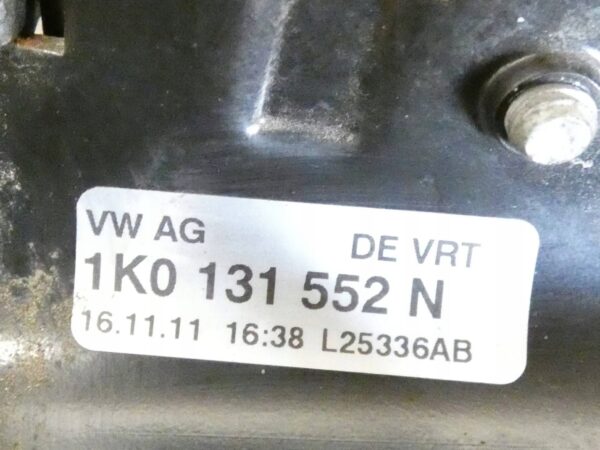 VW AG DE VRT
1K0 131 552 N
16.11.11 16:38 L25336AB